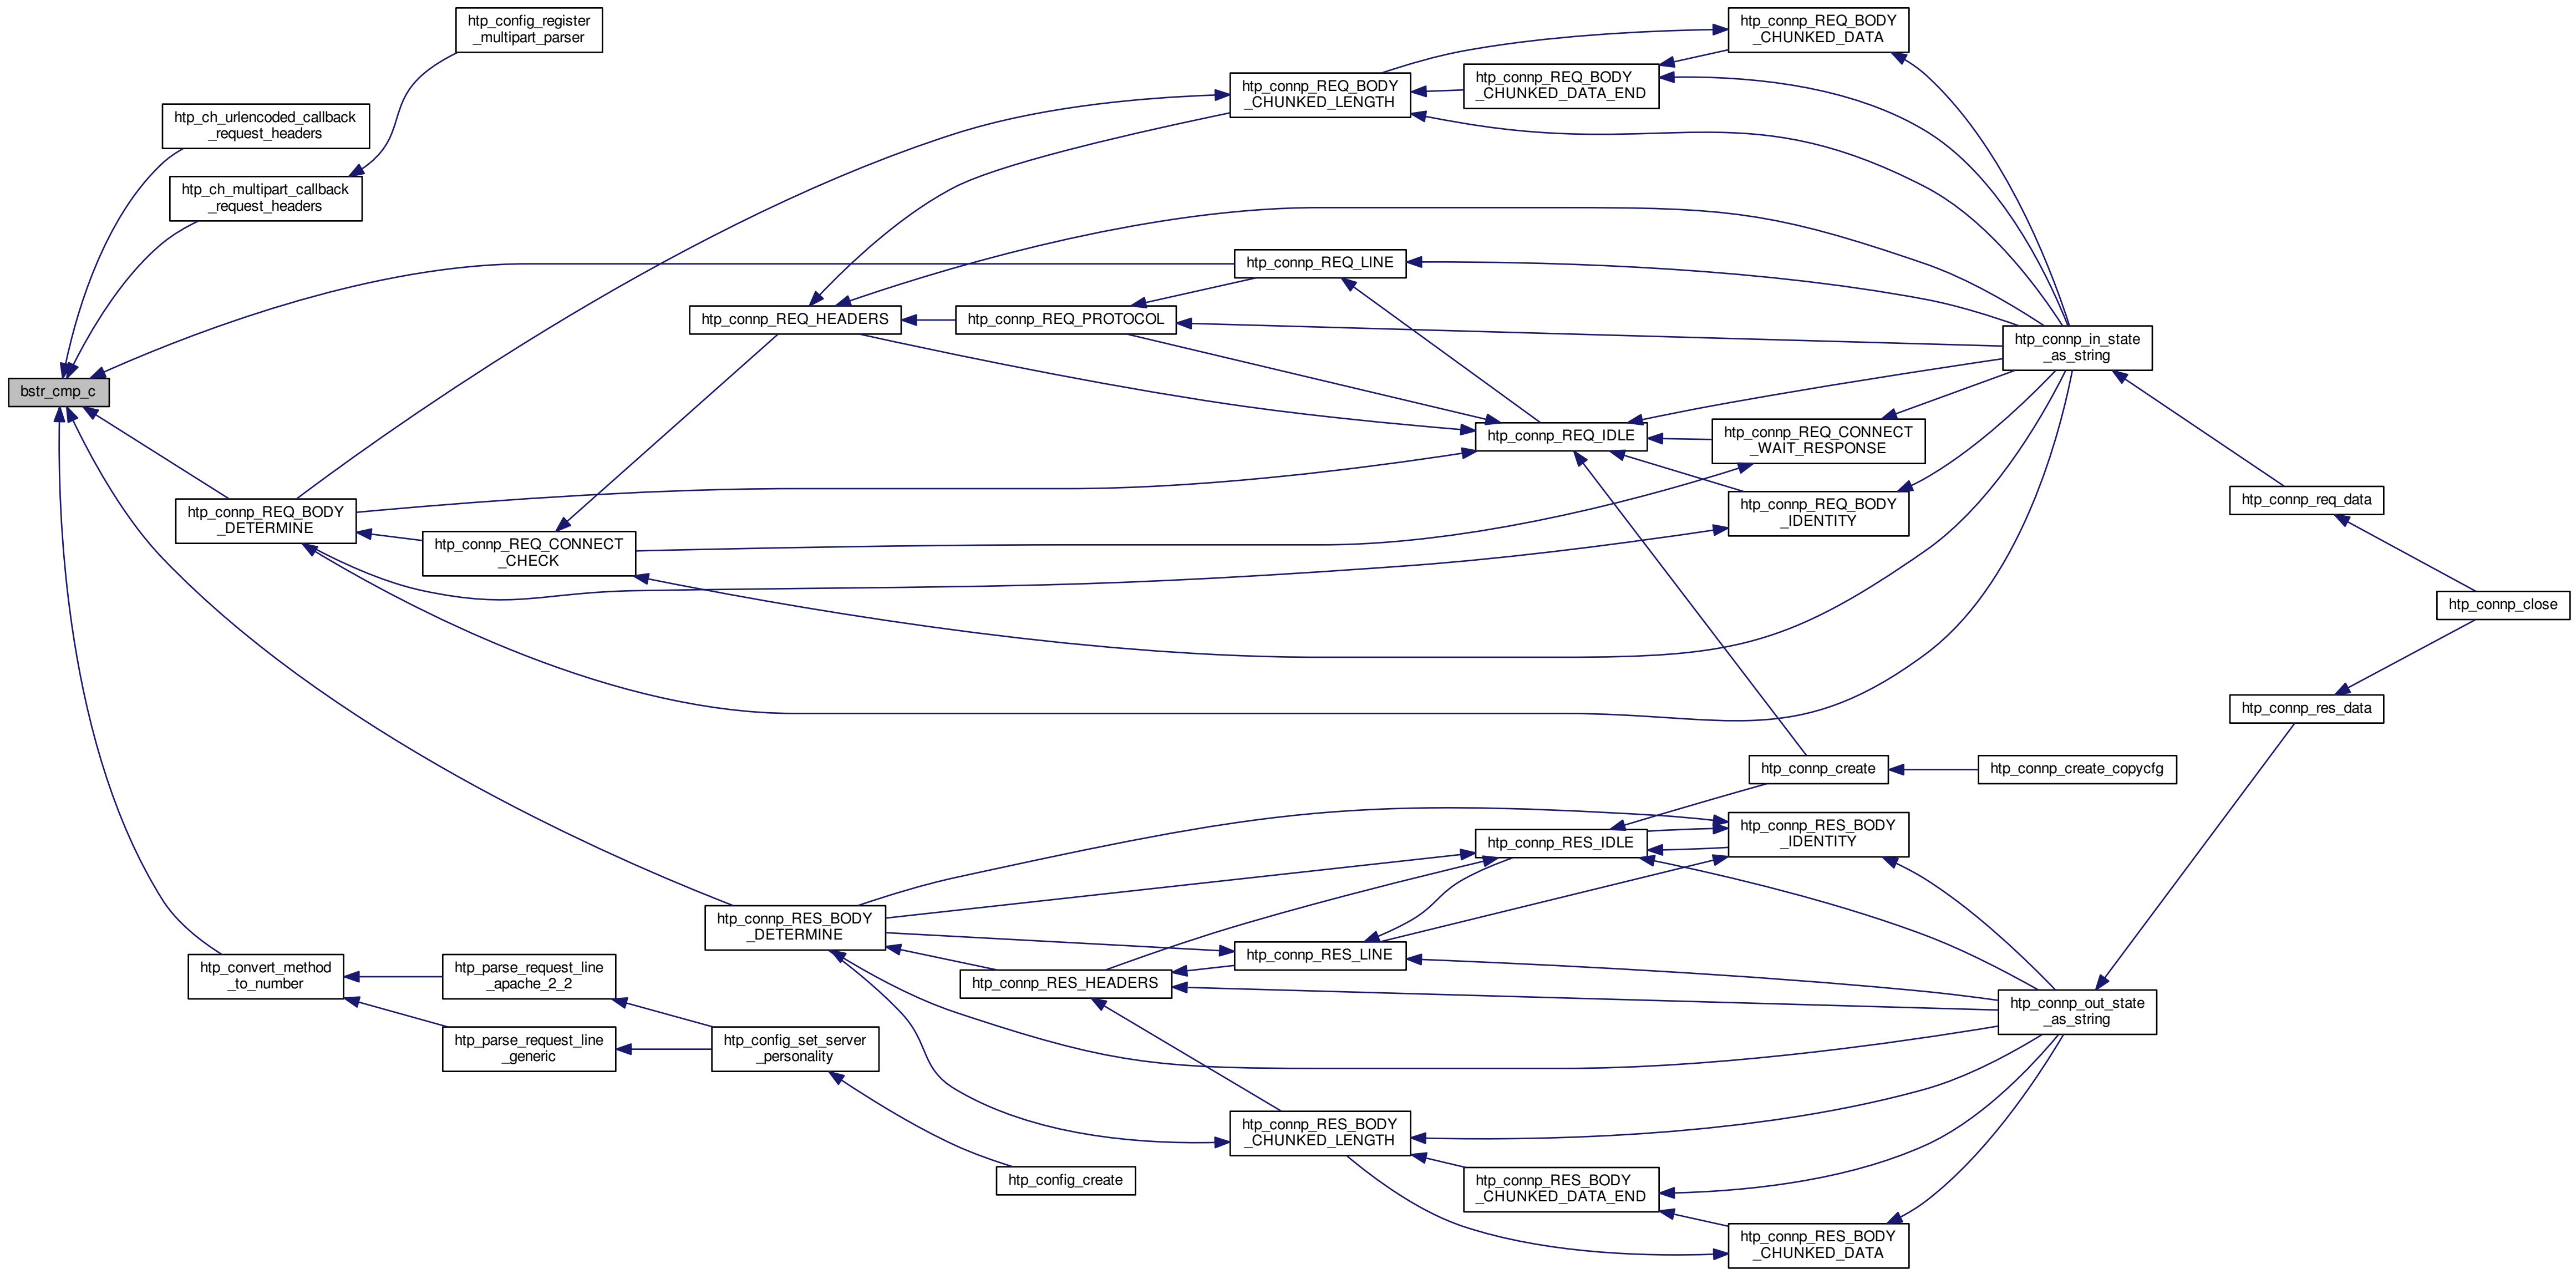 htp_config_register
_multipart_parser
htp_connp_REQ_BODY
_CHUNKED_DATA
htp_connp_REQ_BODY
_CHUNKED_DATA_END
htp_connp_REQ_BODY
_CHUNKED_LENGTH
htp_ch_urlencoded_callback
_request_headers
htp_ch_multipart_callback
_request_headers
htp_connp_REQ_LINE
htp_connp_REQ_HEADERS
htp_connp_REQ_PROTOCOL
htp_connp_in_state
_as_string
bstr_cmp_c
htp_connp_REQ_IDLE
htp_connp_REQ_CONNECT
_WAIT_RESPONSE
htp_connp_req_data
htp_connp_REQ_BODY
_IDENTITY
htp_connp_REQ_BODY
_DETERMINE
htp_connp_REQ_CONNECT
_CHECK
htp_connp_close
htp_connp_res_data
htp_connp_create
htp_connp_create_copycfg
htp_connp_RES_BODY
_IDENTITY
htp_connp_RES_IDLE
htp_connp_RES_BODY
_DETERMINE
htp_connp_RES_LINE
htp_convert_method
_to_number
htp_parse_request_line
_apache_2_2
htp_connp_RES_HEADERS
htp_connp_out_state
_as_string
htp_parse_request_line
_generic
htp_config_set_server
_personality
htp_connp_RES_BODY
_CHUNKED_LENGTH
htp_config_create
htp_connp_RES_BODY
_CHUNKED_DATA_END
htp_connp_RES_BODY
_CHUNKED_DATA